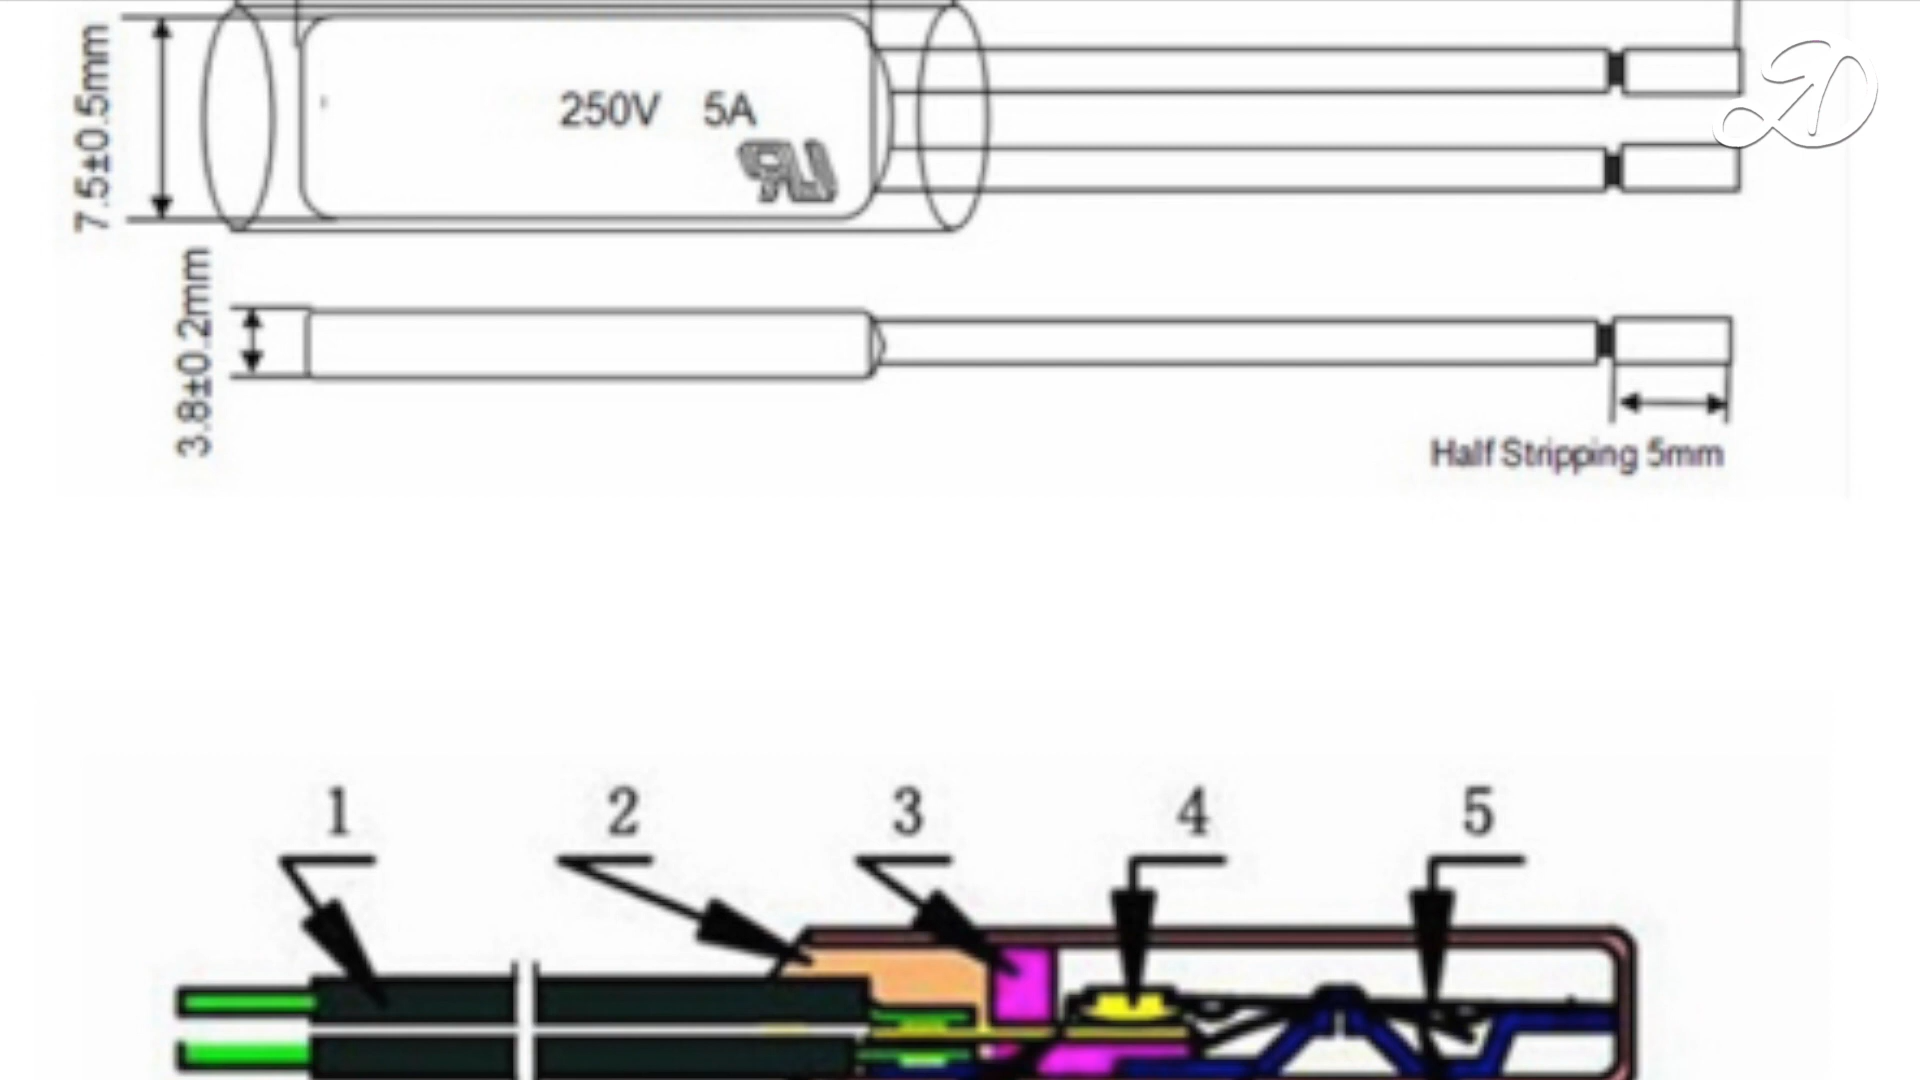 7.5±0.5mm
250V 5A
3.8±0.2mm
Half Stripping 5mm
1 2 3 4 5